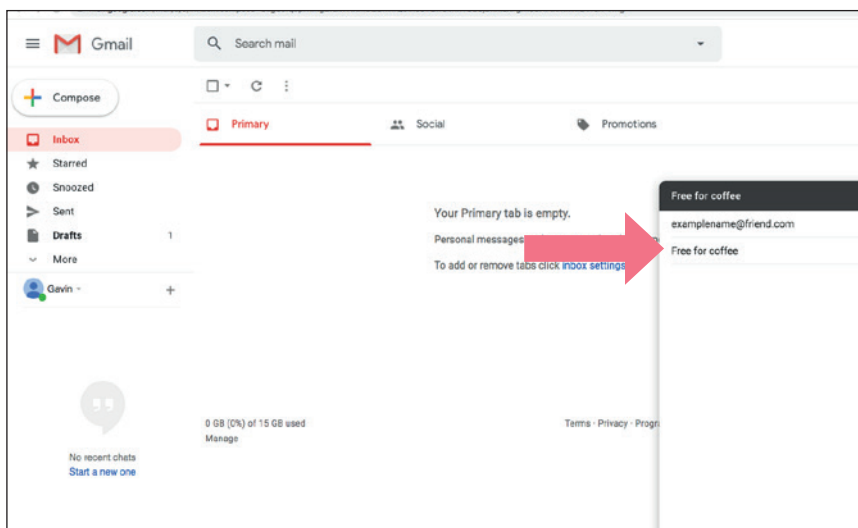 Gmail
Search mail
Compose
Primary
Social
Promotions
Inbox
Starred
Snoozed
Sent
Drafts 1
More
Gavin
Your Primary tab is empty.
Personal messages
To add or remove tabs click inbox settings
Free for coffee
examplename@friend.com
Free for coffee
0 GB (0%) of 15 GB used
Manage
Terms · Privacy · Progr
No recent chats
Start a new one